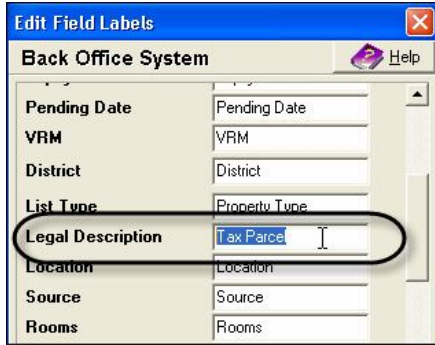 Edit Field Labels
Back Office System Help
Pending Date Pending Date
VRM VRM
District District
List Type Property Type
Legal Description Tax Parcel
Location Location
Source Source
Rooms Rooms